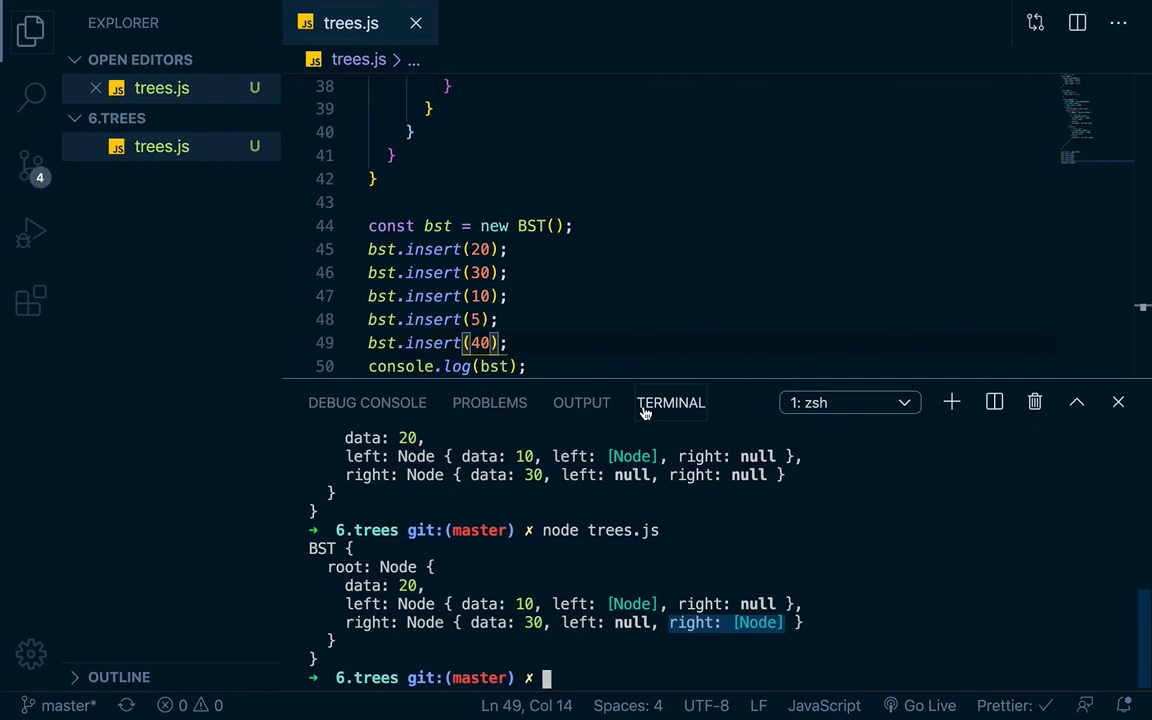 EXPLORER
OPEN EDITORS
JS trees.js U
6.TREES
JS trees.js U
4
OUTLINE
JS trees.js
JS trees.js > ...
38 }
39 }
40 }
41 }
42 }
43
44 const bst = new BST();
45 bst.insert(20);
46 bst.insert(30);
47 bst.insert(10);
48 bst.insert(5);
49 bst.insert(40);
50 console.log(bst);
DEBUG CONSOLE PROBLEMS OUTPUT TERMINAL 1: zsh
data: 20,
left: Node { data: 10, left: [Node], right: null },
right: Node { data: 30, left: null, right: null }
}
}
→ 6.trees git:(master) ✗ node trees.js
BST {
root: Node {
data: 20,
left: Node { data: 10, left: [Node], right: null },
right: Node { data: 30, left: null, right: [Node] }
}
}
→ 6.trees git:(master) ✗
master* 0 0 Ln 49, Col 14 Spaces: 4 UTF-8 LF JavaScript Go Live Prettier: ✓